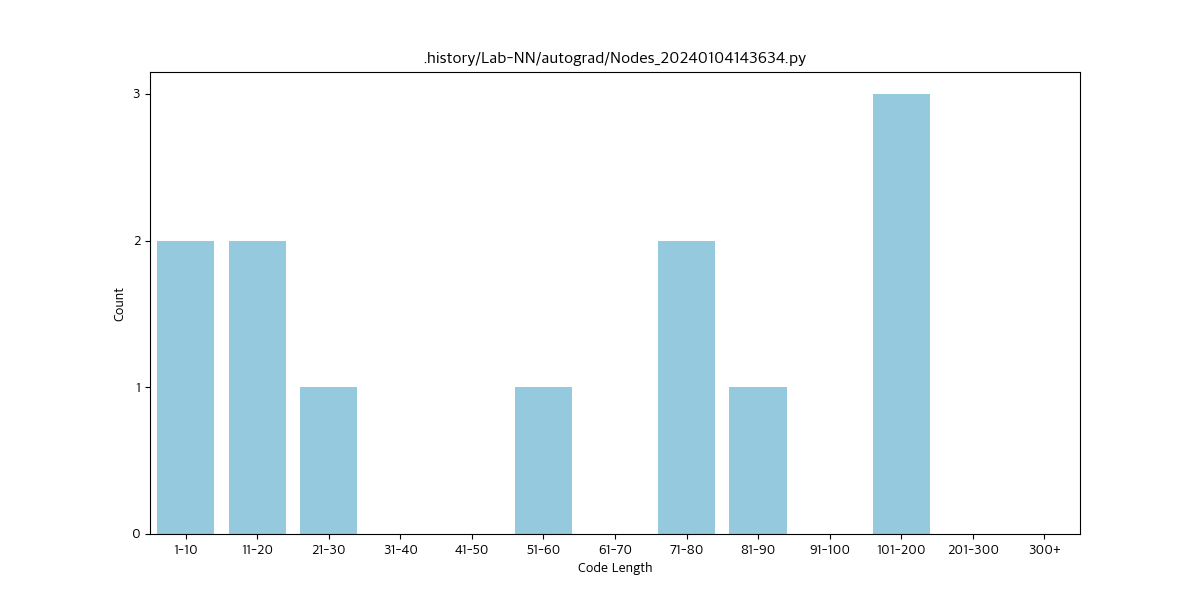 .history/Lab-NN/autograd/Nodes_20240104143634.py
3
2
1
0
Count
1-10 11-20 21-30 31-40 41-50 51-60 61-70 71-80 81-90 91-100 101-200 201-300 300+
Code Length